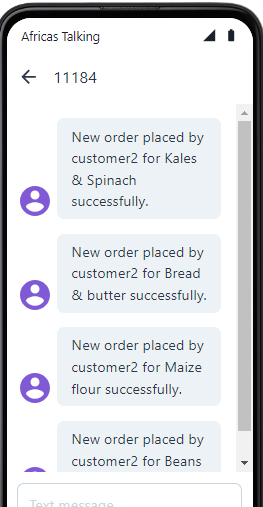 Africas Talking
11184
New order placed by
customer2 for Kales
& Spinach
successfully.
New order placed by
customer2 for Bread
& butter successfully.
New order placed by
customer2 for Maize
flour successfully.
New order placed by
customer2 for Beans
Text message